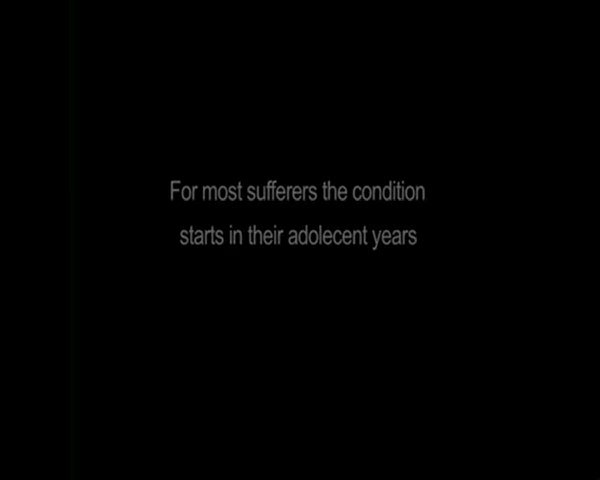 For most sufferers the condition
starts in their adolecent years